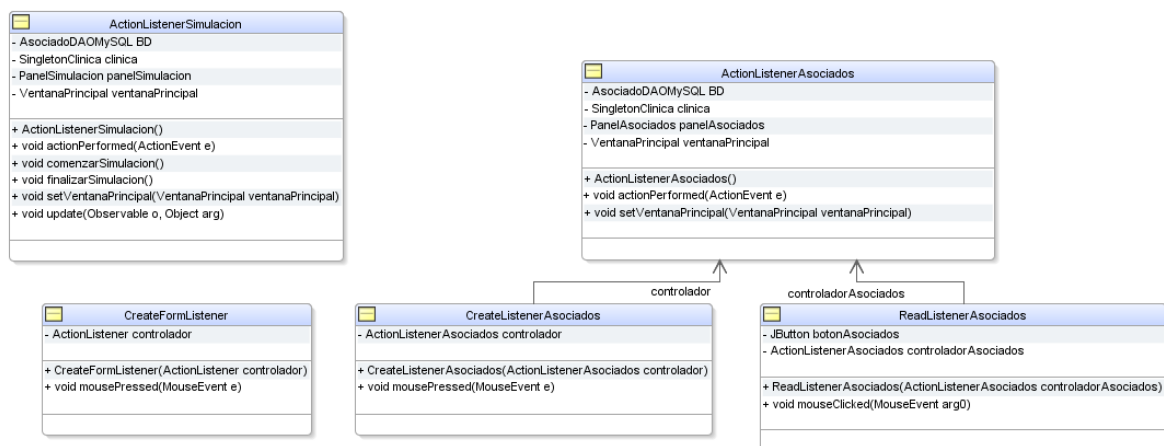 ActionListenerSimulacion
- AsociadoDAOMySQL BD
- SingletonClinica clinica
- PanelSimulacion panelSimulacion
- VentanaPrincipal ventanaPrincipal
+ ActionListenerSimulacion()
+ void actionPerformed(ActionEvent e)
+ void comenzarSimulacion()
+ void finalizarSimulacion()
+ void setVentanaPrincipal(VentanaPrincipal ventanaPrincipal)
+ void update(Observable o, Object arg)
ActionListenerAsociados
- AsociadoDAOMySQL BD
- SingletonClinica clinica
- PanelAsociados panelAsociados
- VentanaPrincipal ventanaPrincipal
+ ActionListenerAsociados()
+ void actionPerformed(ActionEvent e)
+ void setVentanaPrincipal(VentanaPrincipal ventanaPrincipal)
controlador
controladorAsociados
CreateFormListener
- ActionListener controlador
+ CreateFormListener(ActionListener controlador)
+ void mousePressed(MouseEvent e)
CreateListenerAsociados
- ActionListenerAsociados controlador
+ CreateListenerAsociados(ActionListenerAsociados controlador)
+ void mousePressed(MouseEvent e)
ReadListenerAsociados
- JButton botonAsociados
- ActionListenerAsociados controladorAsociados
+ ReadListenerAsociados(ActionListenerAsociados controladorAsociados)
+ void mouseClicked(MouseEvent arg0)